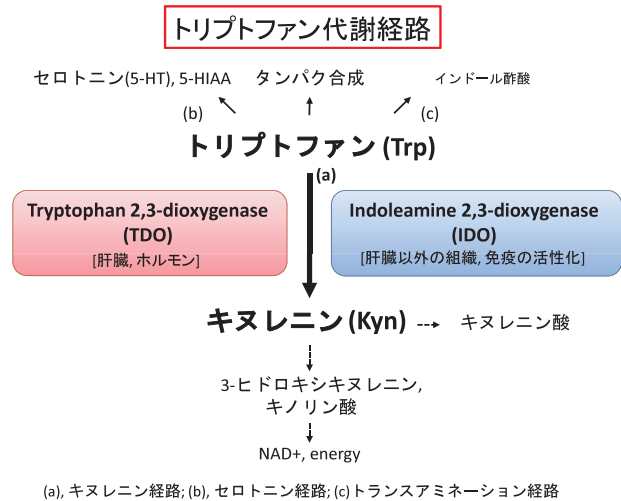 トリプトファン代謝経路
セロトニン(5-HT), 5-HIAA タンパク合成 インドール酢酸
(b) (c)
トリプトファン(Trp)
(a)
Tryptophan 2,3-dioxygenase
(TDO)
[肝臓, ホルモン]
Indoleamine 2,3-dioxygenase
(IDO)
[肝臓以外の組織, 免疫の活性化]
キヌレニン(Kyn) キヌレニン酸
3-ヒドロキシキヌレニン,
キノリン酸
NAD+, energy
(a), キヌレニン経路; (b), セロトニン経路; (c)トランスアミネーション経路